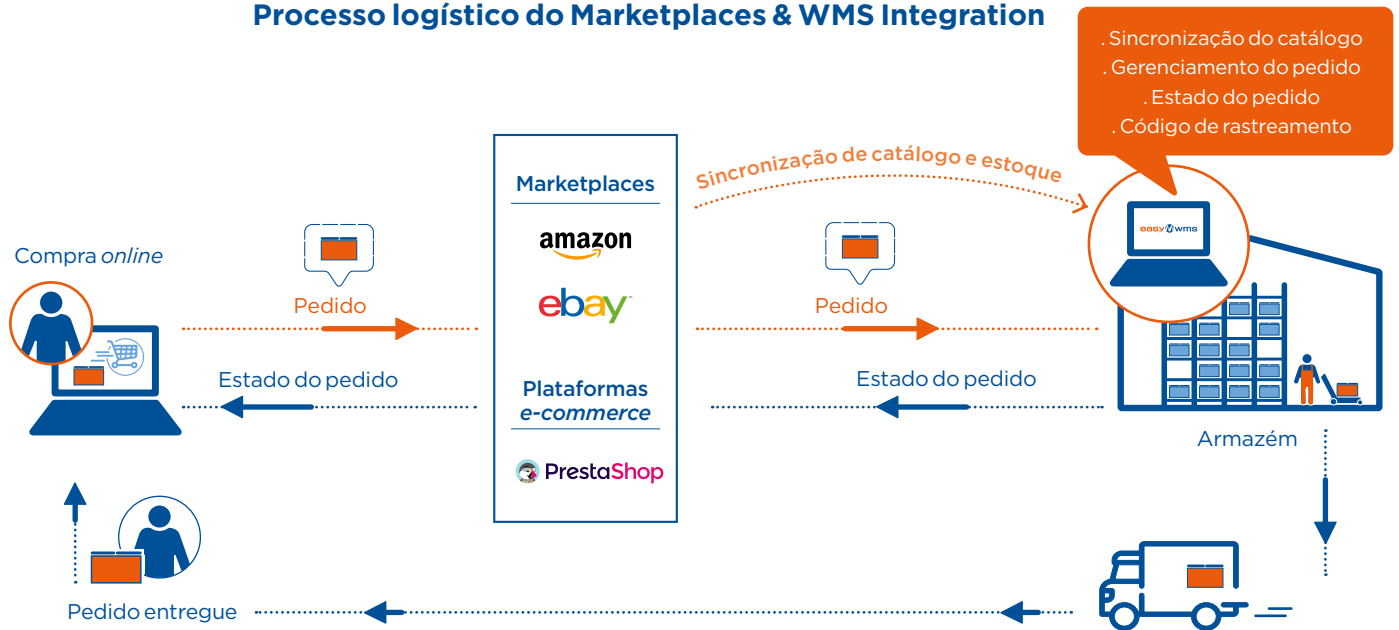 Processo logístico do Marketplaces & WMS Integration
. Sincronização do catálogo
. Gerenciamento do pedido
. Estado do pedido
. Código de rastreamento
Sincronização de catálogo e estoque
Marketplaces
amazon
ebay
easy wms
Compra online
Pedido
Pedido
Estado do pedido
Plataformas
e-commerce
Estado do pedido
PrestaShop
Armazém
Pedido entregue